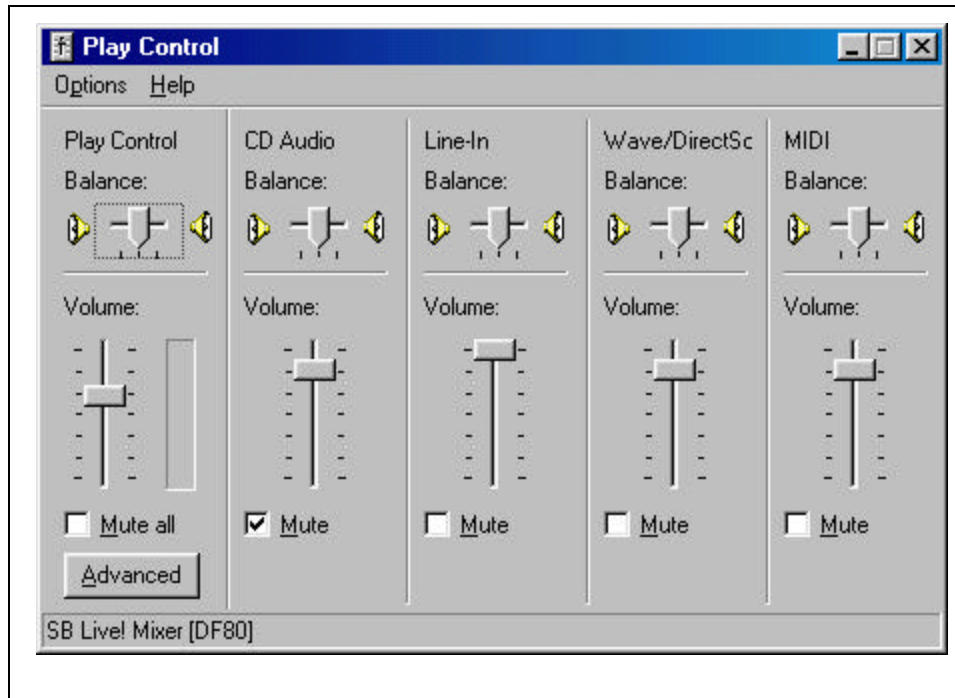 Play Control
Options Help
Play Control
Balance:
Volume:
Mute all
Advanced
CD Audio
Balance:
Volume:
Mute
Line-In
Balance:
Volume:
Mute
Wave/DirectSc
Balance:
Volume:
Mute
MIDI
Balance:
Volume:
Mute
SB Live! Mixer [DF80]